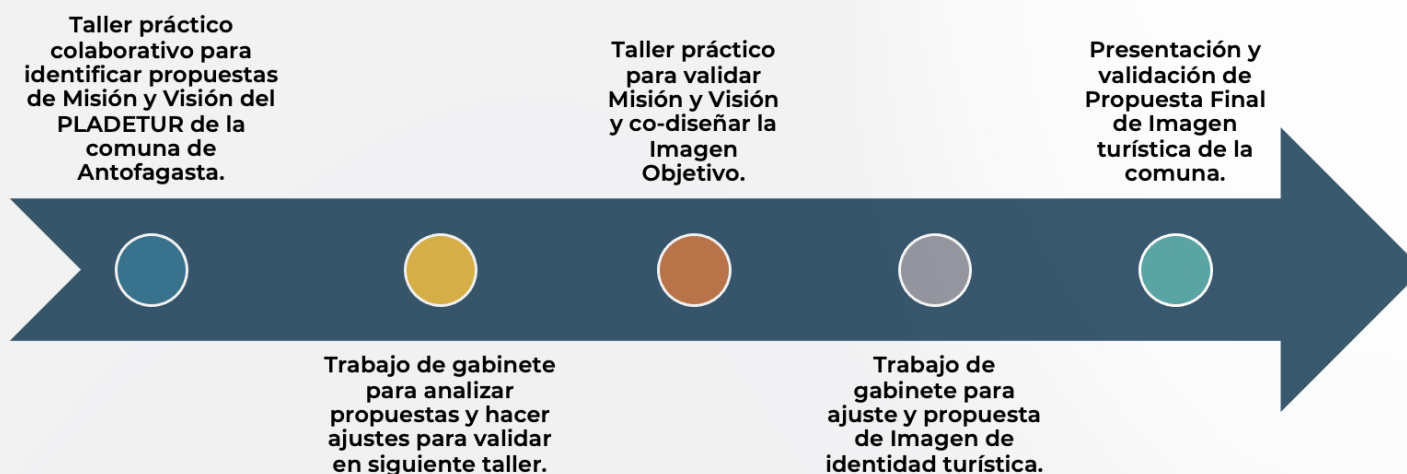 Taller práctico
colaborativo para
identificar propuestas
de Misión y Visión del
PLADETUR de la
comuna de
Antofagasta.
Trabajo de gabinete
para analizar
propuestas y hacer
ajustes para validar
en siguiente taller.
Taller práctico
para validar
Misión y Visión
y co-diseñar la
Imagen
Objetivo.
Trabajo de
gabinete para
ajuste y propuesta
de Imagen de
identidad turística.
Presentación y
validación de
Propuesta Final
de Imagen
turística de la
comuna.